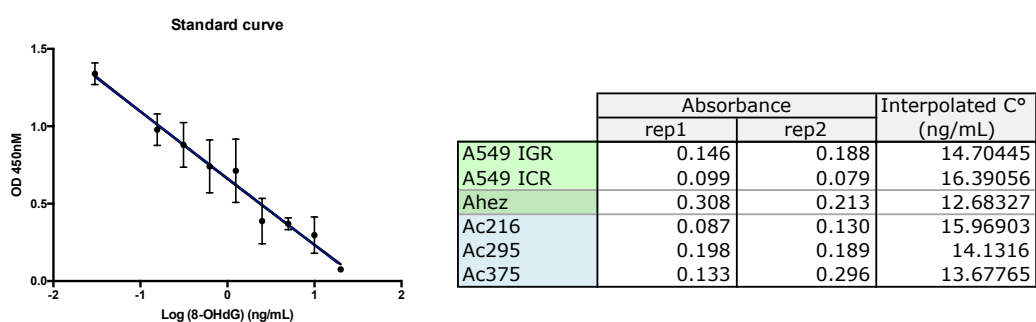 Standard curve
1.5
1.0
0.5
0.0
-2 -1 0 1 2
OD 450nM
Log (8-OHdG) (ng/mL)
Absorbance Interpolated C°
rep1 rep2 (ng/mL)
A549 IGR 0.146 0.188 14.70445
A549 ICR 0.099 0.079 16.39056
Ahez 0.308 0.213 12.68327
Ac216 0.087 0.130 15.96903
Ac295 0.198 0.189 14.1316
Ac375 0.133 0.296 13.67765